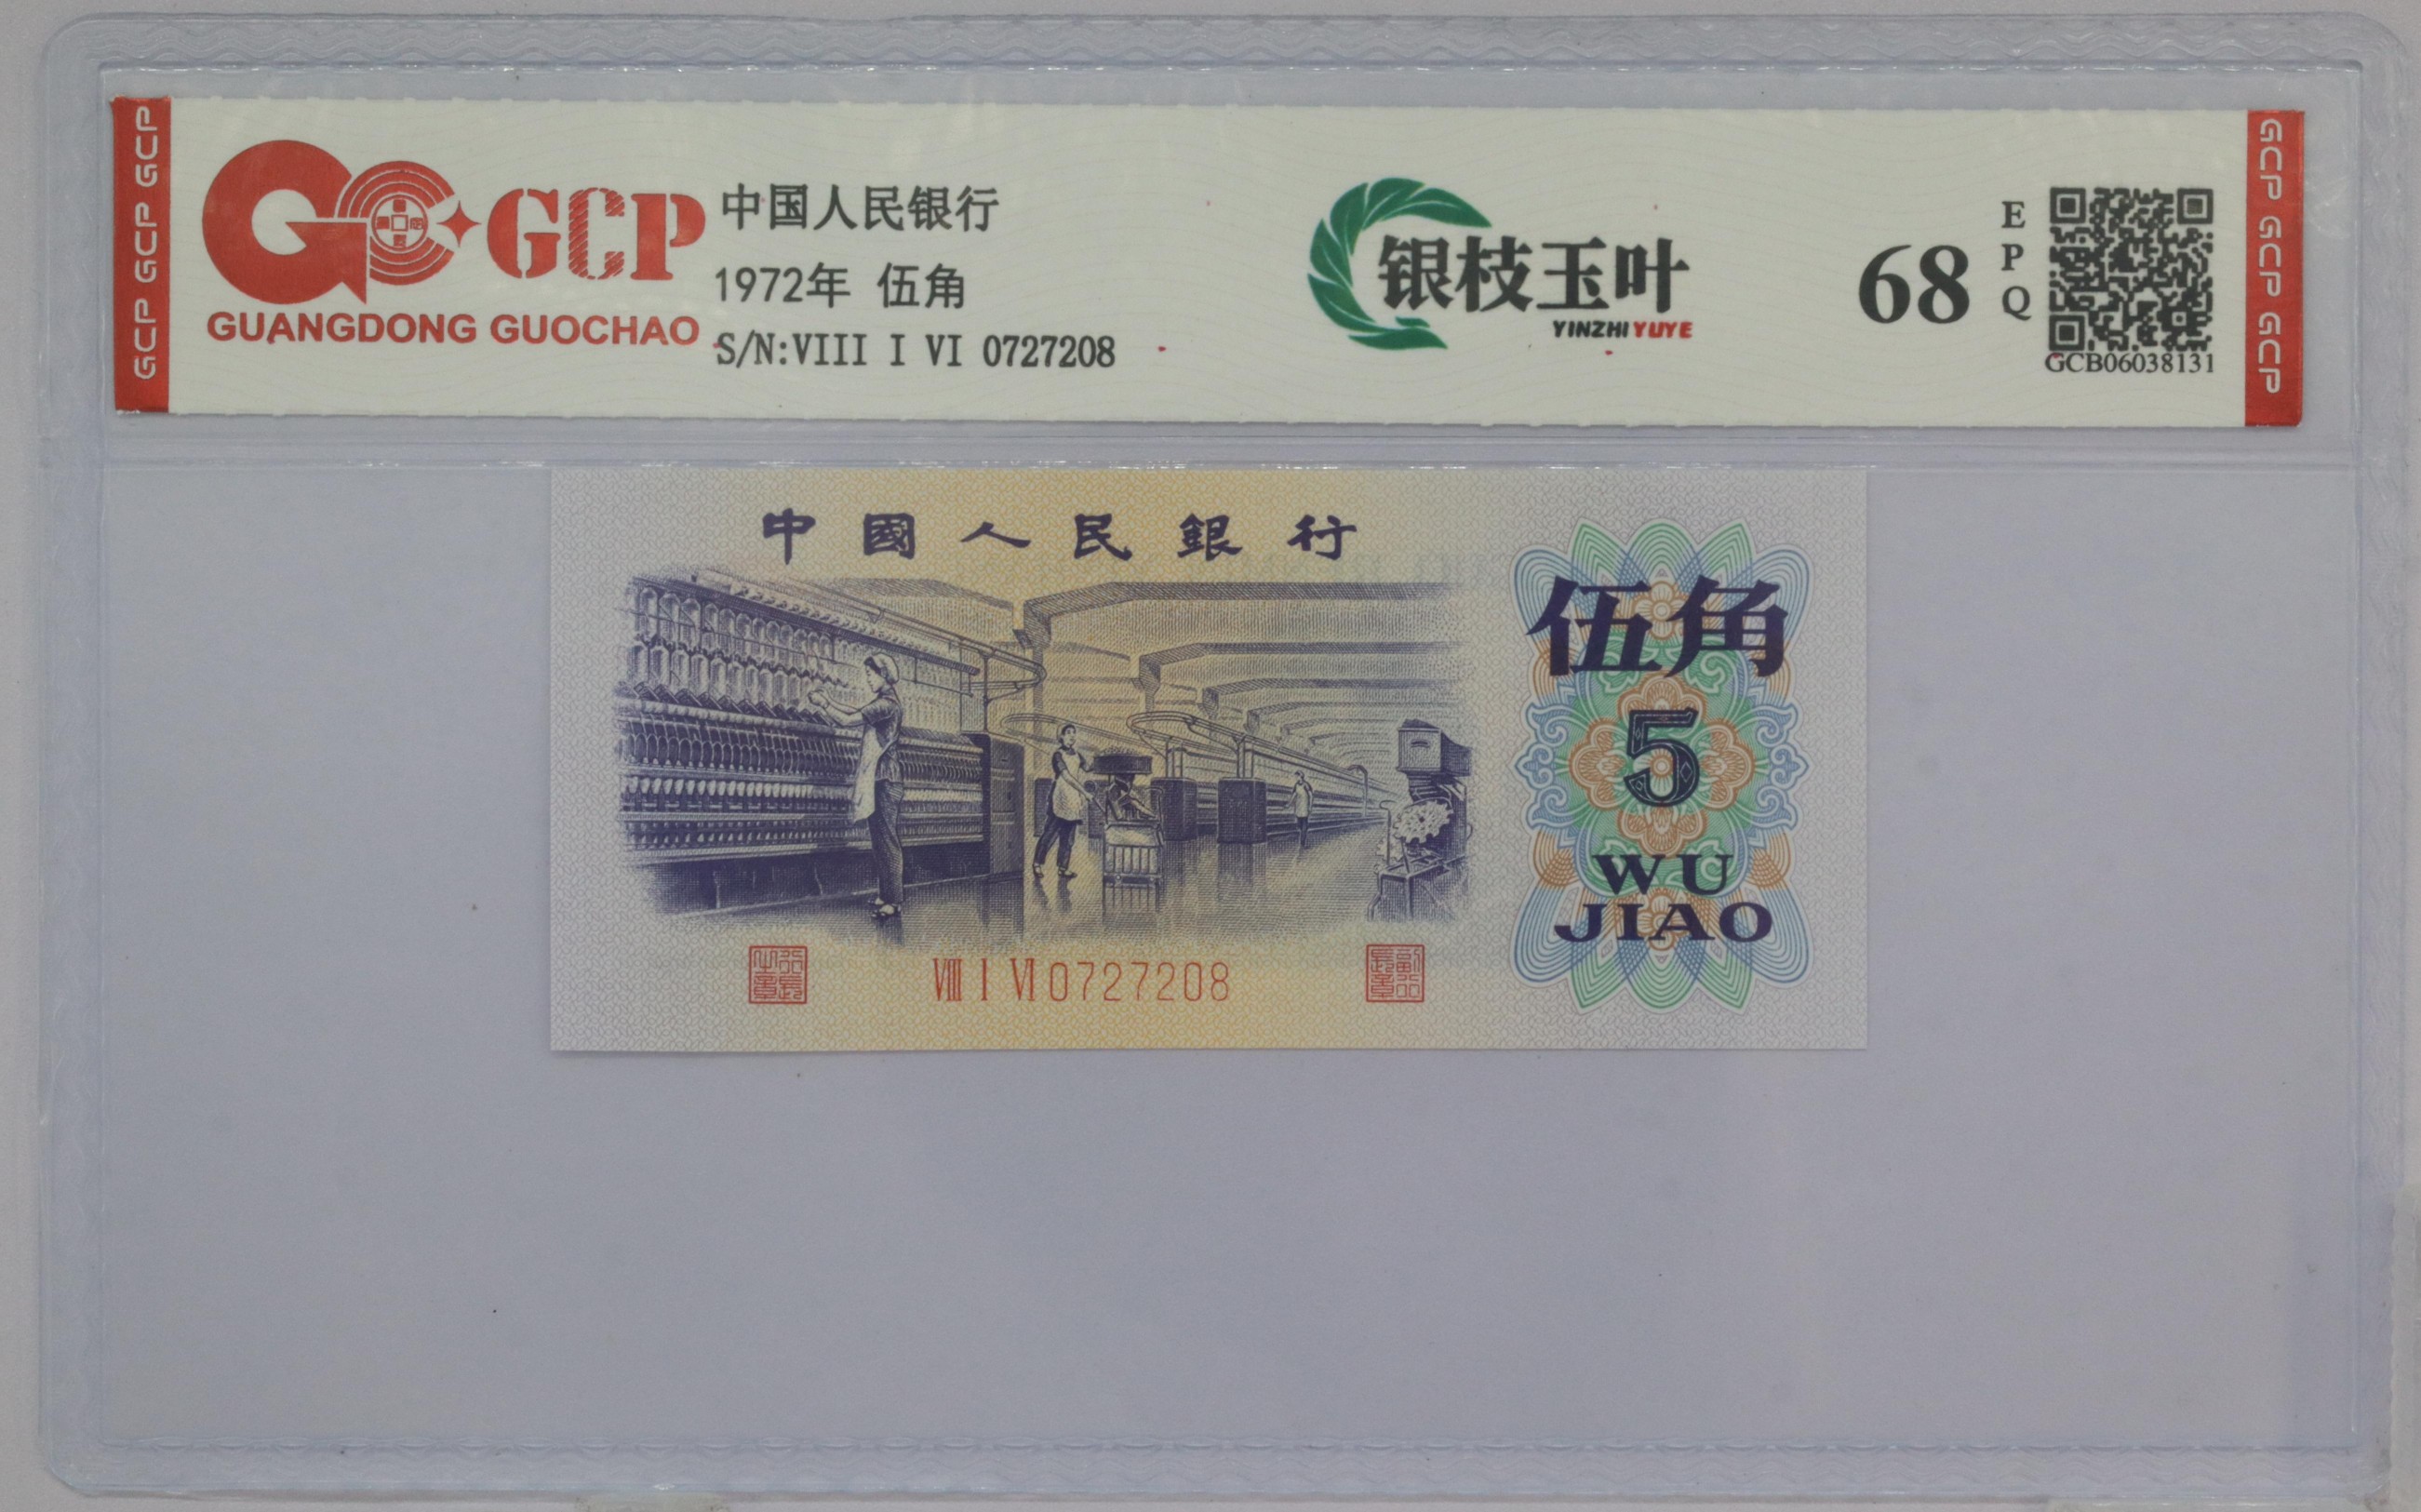 GCP GCP GCP
GCP
GUANGDONG GUOCHAO
中国人民银行
1972年 伍角
S/N:VIII I VI 0727208
银枝玉叶
YINZHI YUYE
68
EPQ
GCB06038131
GCP GCP GCP
中國人民銀行
伍角
5
WU
JIAO
VIII I VI 0727208